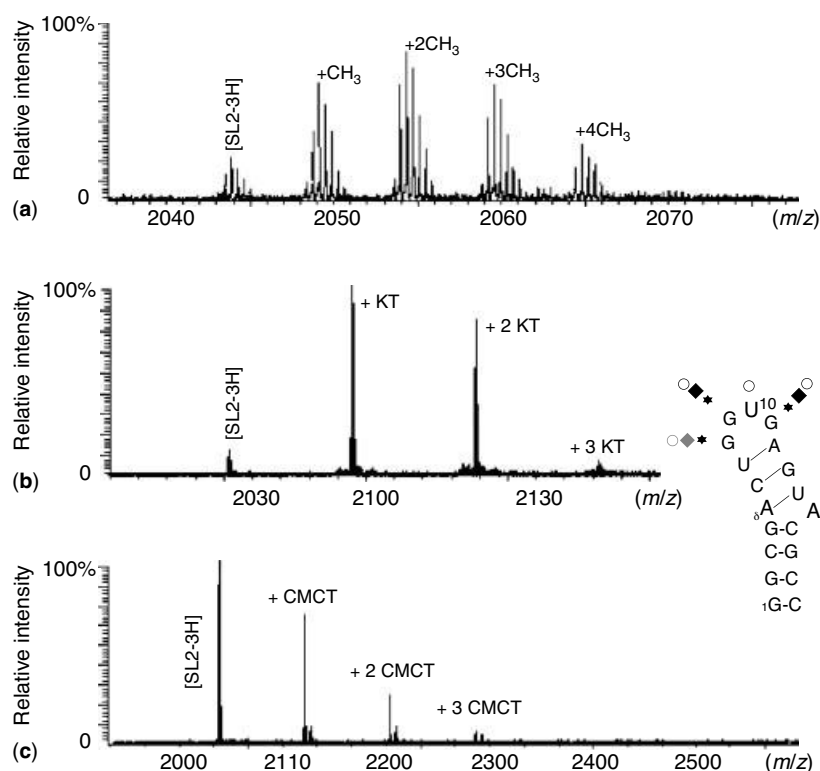 Relative intensity
100%
0
[SL2-3H]
+CH3
+2CH3
+3CH3
+4CH3
2040
2050
2060
2070
(m/z)
(a)
Relative intensity
100%
0
[SL2-3H]
+ KT
+ 2 KT
+ 3 KT
2030
2100
2130
(m/z)
(b)
U10
G G
G A
U G
C U
δA A
G-C
C-G
G-C
1G-C
Relative intensity
100%
0
[SL2-3H]
+ CMCT
+ 2 CMCT
+ 3 CMCT
2000
2110
2200
2300
2400
2500
(m/z)
(c)